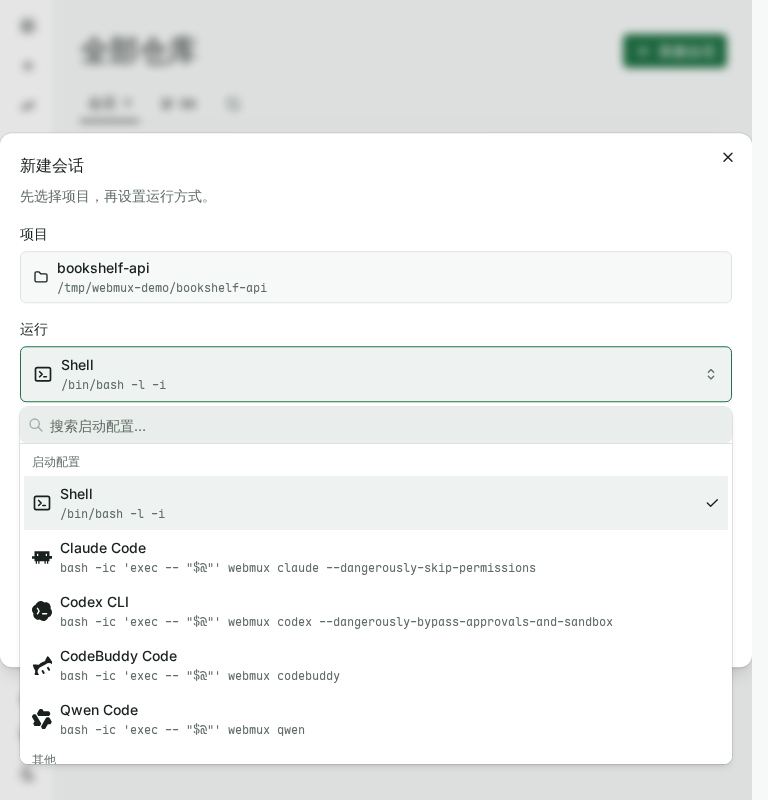 全部仓库
新建会话
先选择项目，再设置运行方式。
项目
bookshelf-api
/tmp/webmux-demo/bookshelf-api
运行
Shell
/bin/bash -l -i
搜索启动配置...
启动配置
Shell
/bin/bash -l -i
Claude Code
bash -ic 'exec -- "$@"' webmux claude --dangerously-skip-permissions
Codex CLI
bash -ic 'exec -- "$@"' webmux codex --dangerously-bypass-approvals-and-sandbox
CodeBuddy Code
bash -ic 'exec -- "$@"' webmux codebuddy
Qwen Code
bash -ic 'exec -- "$@"' webmux qwen
其他